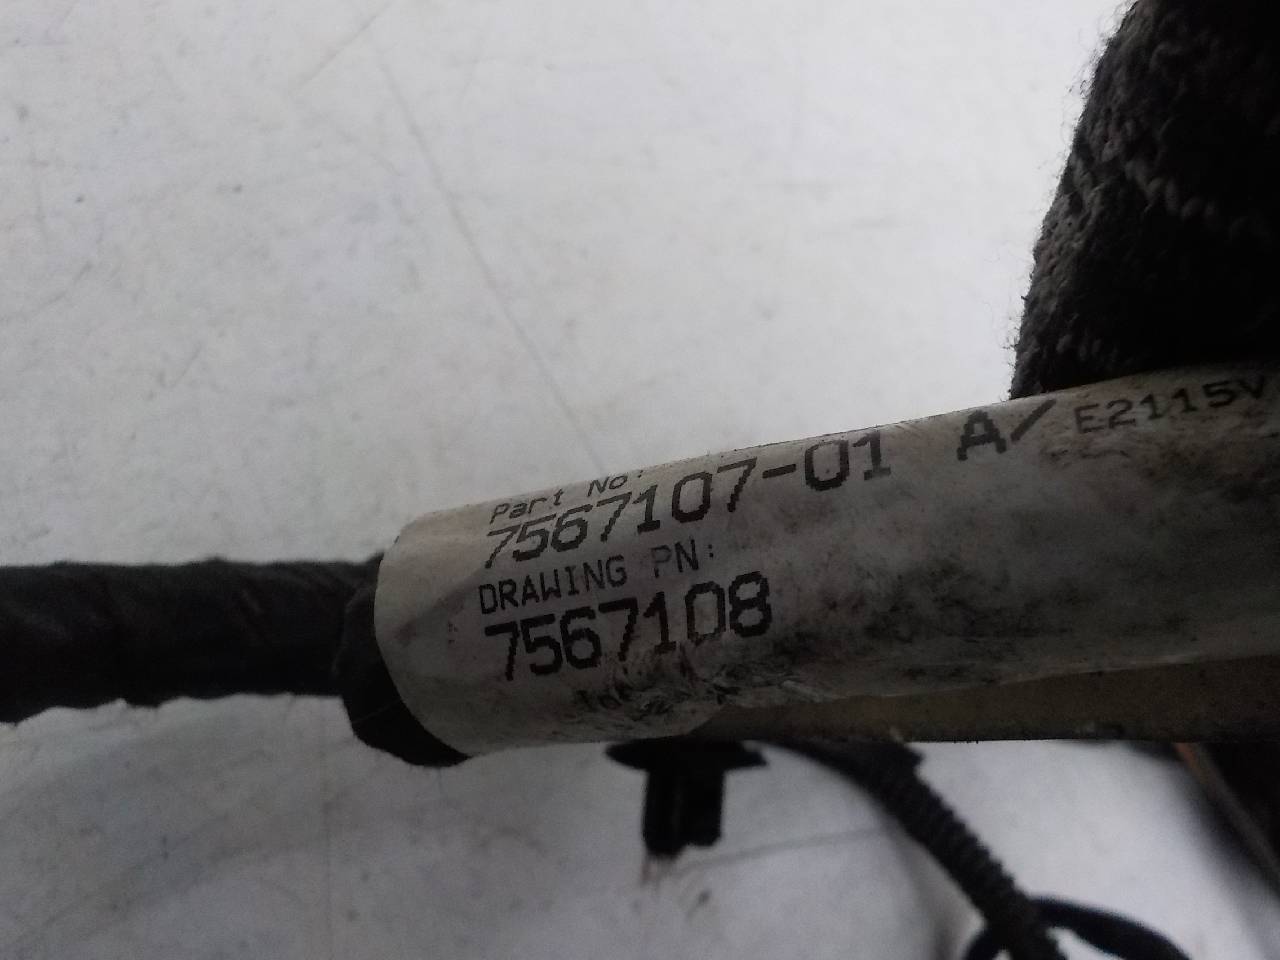 Part No:
7567107-01 A/ E2115V
DRAWING PN:
7567108